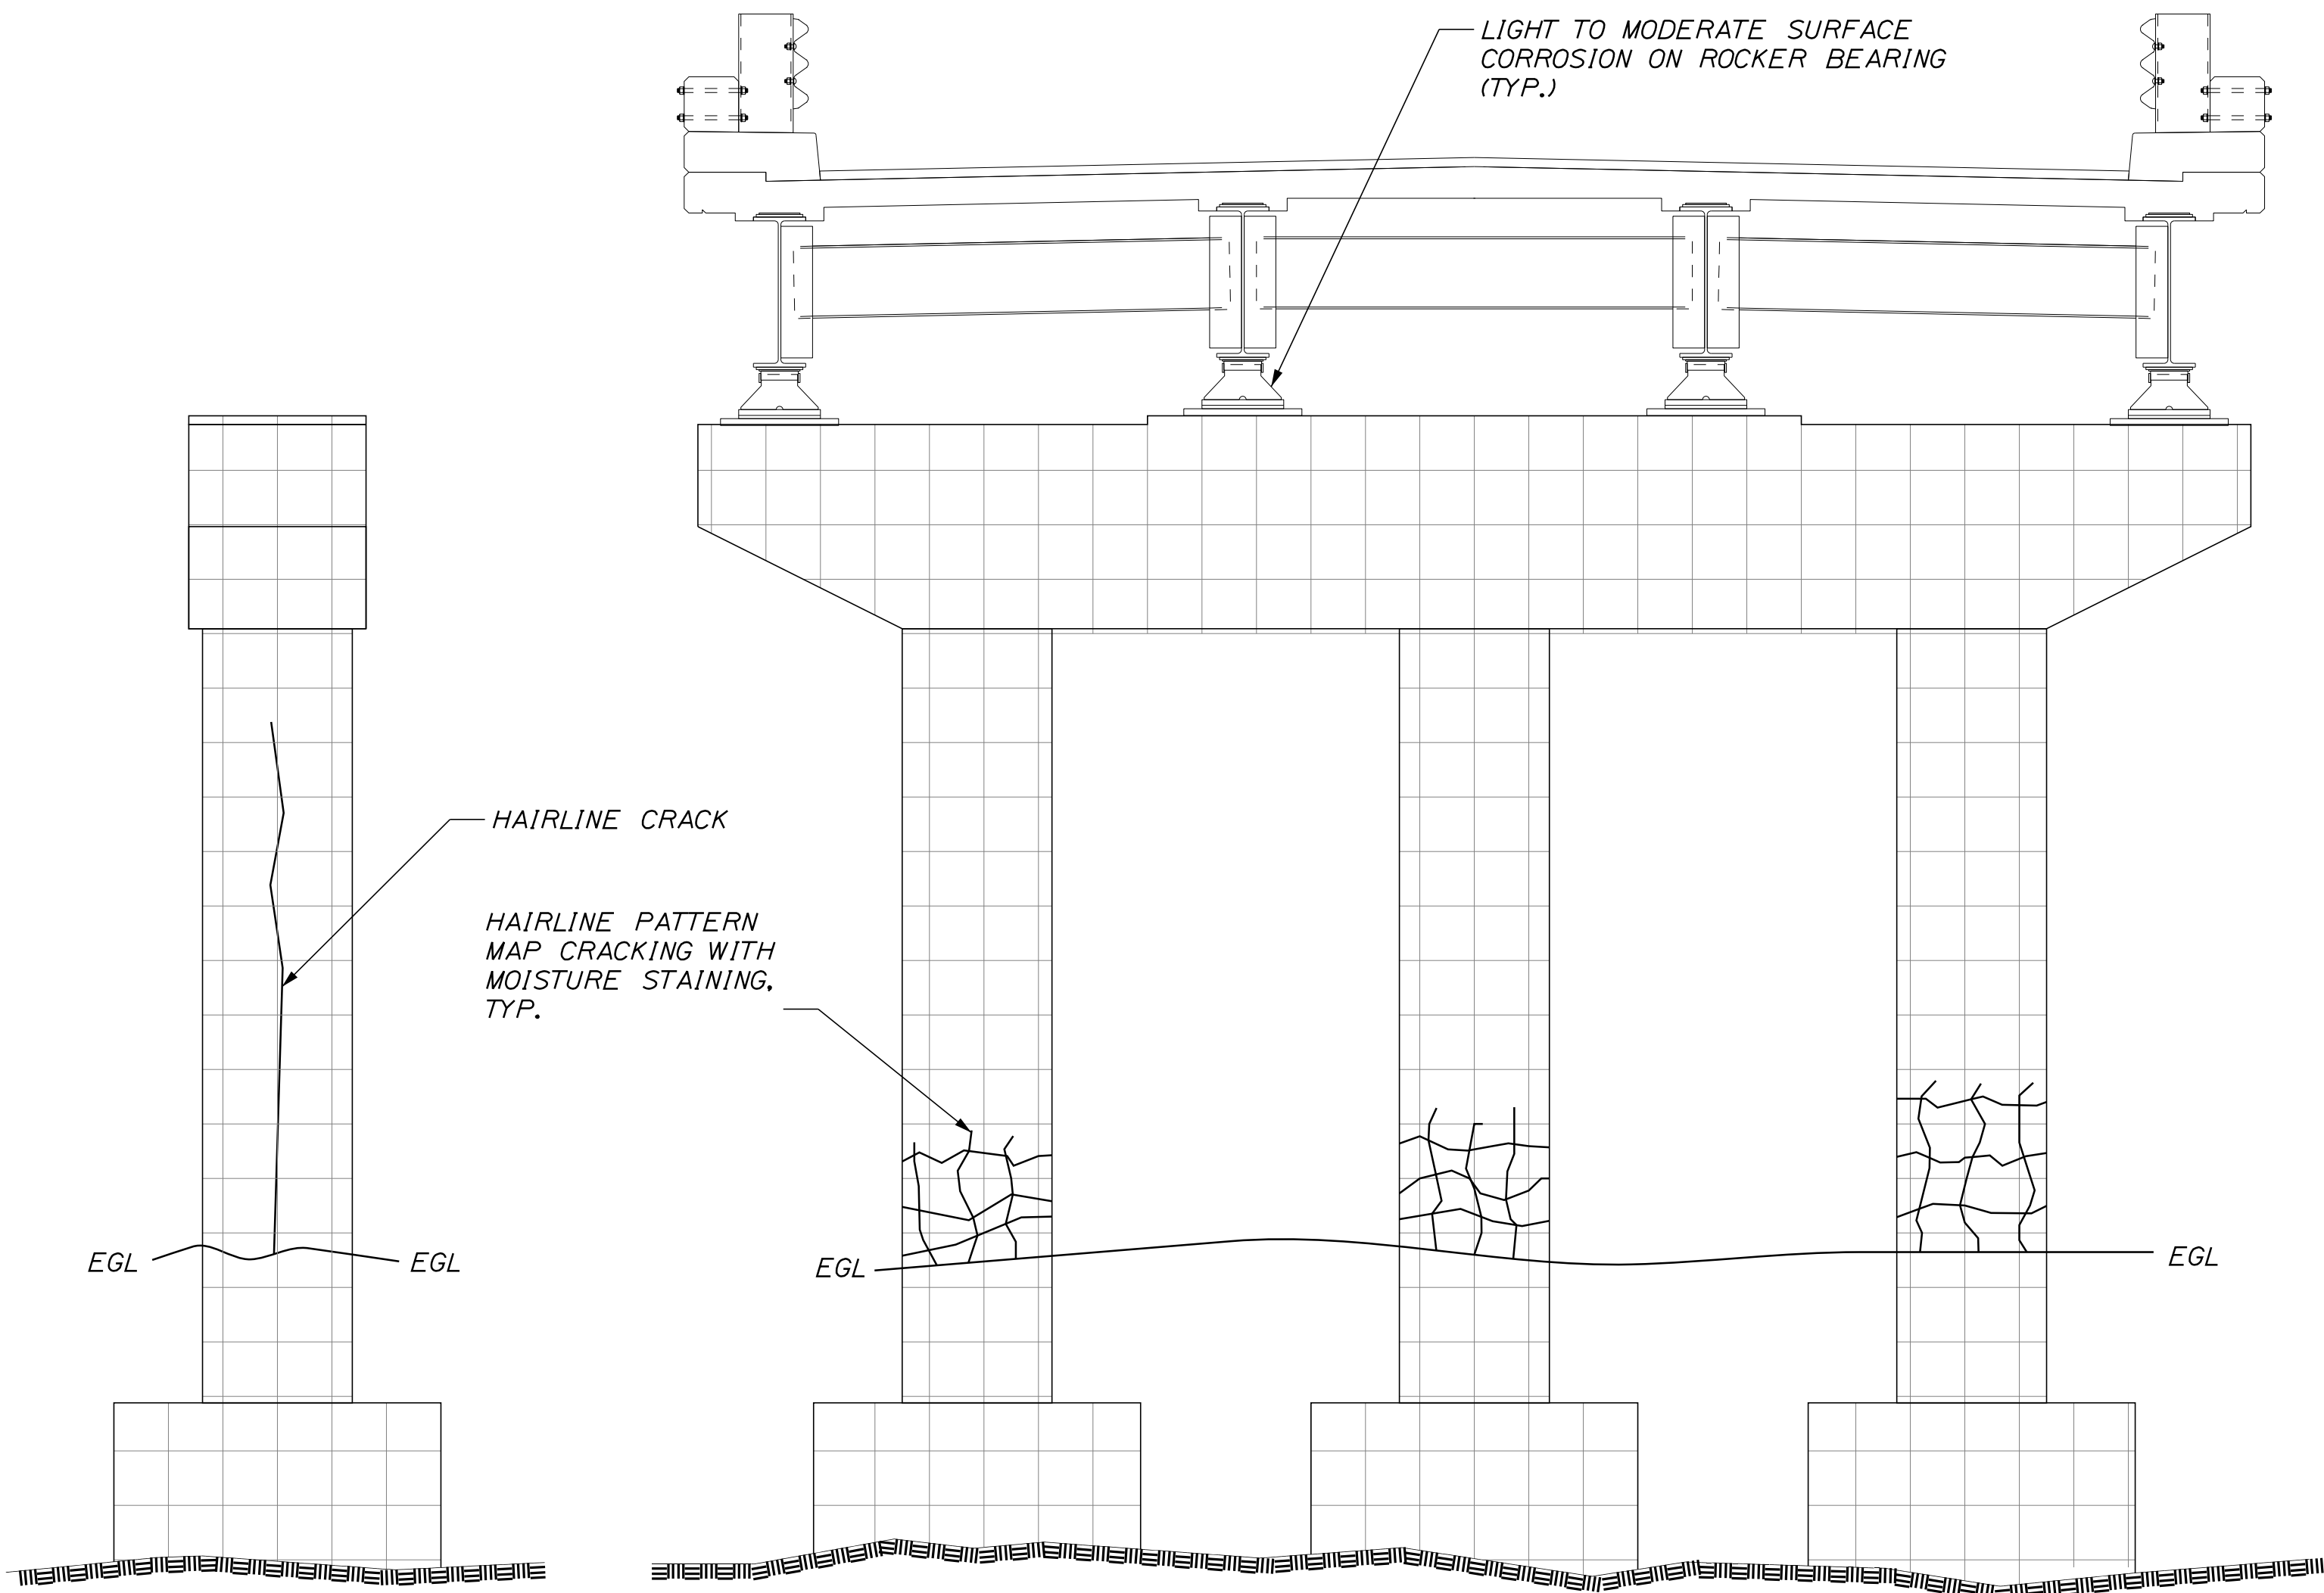 LIGHT TO MODERATE SURFACE
CORROSION ON ROCKER BEARING
(TYP.)
HAIRLINE CRACK
HAIRLINE PATTERN
MAP CRACKING WITH
MOISTURE STAINING,
TYP.
EGL
EGL
EGL
EGL